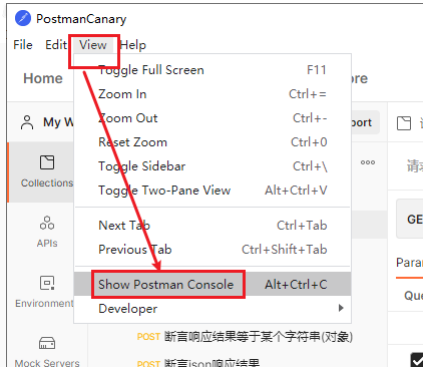 PostmanCanary
File Edit View Help
Home
Toggle Full Screen F11
Zoom In Ctrl+=
Zoom Out Ctrl+-
Reset Zoom Ctrl+0
Toggle Sidebar Ctrl+\
Toggle Two-Pane View Alt+Ctrl+V
Next Tab Ctrl+Tab
Previous Tab Ctrl+Shift+Tab
Show Postman Console Alt+Ctrl+C
Developer
My W
Collections
APIs
Environment
Mock Servers
POST 断言响应结果等于某个字符串(对象)
POST 断言json响应结果
ore
port
请
GE
Para
Que